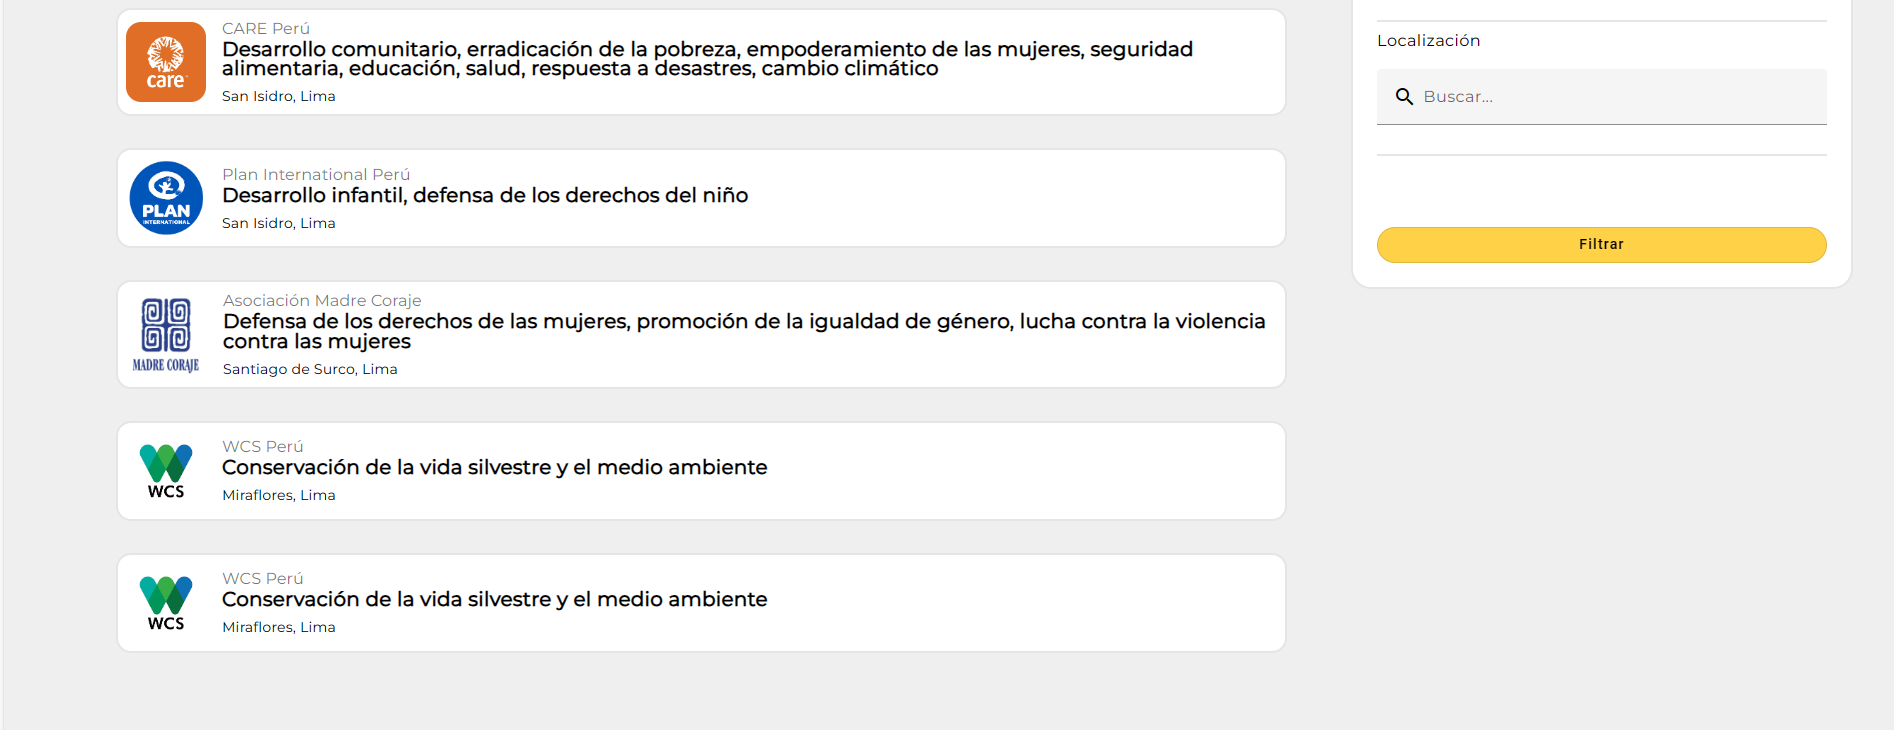 care
CARE Perú
Desarrollo comunitario, erradicación de la pobreza, empoderamiento de las mujeres, seguridad
alimentaria, educación, salud, respuesta a desastres, cambio climático
San Isidro, Lima
PLAN
INTERNATIONAL
Plan International Perú
Desarrollo infantil, defensa de los derechos del niño
San Isidro, Lima
MADRE CORAJE
Asociación Madre Coraje
Defensa de los derechos de las mujeres, promoción de la igualdad de género, lucha contra la violencia
contra las mujeres
Santiago de Surco, Lima
WCS
WCS Perú
Conservación de la vida silvestre y el medio ambiente
Miraflores, Lima
WCS
WCS Perú
Conservación de la vida silvestre y el medio ambiente
Miraflores, Lima
Localización
Buscar...
Filtrar